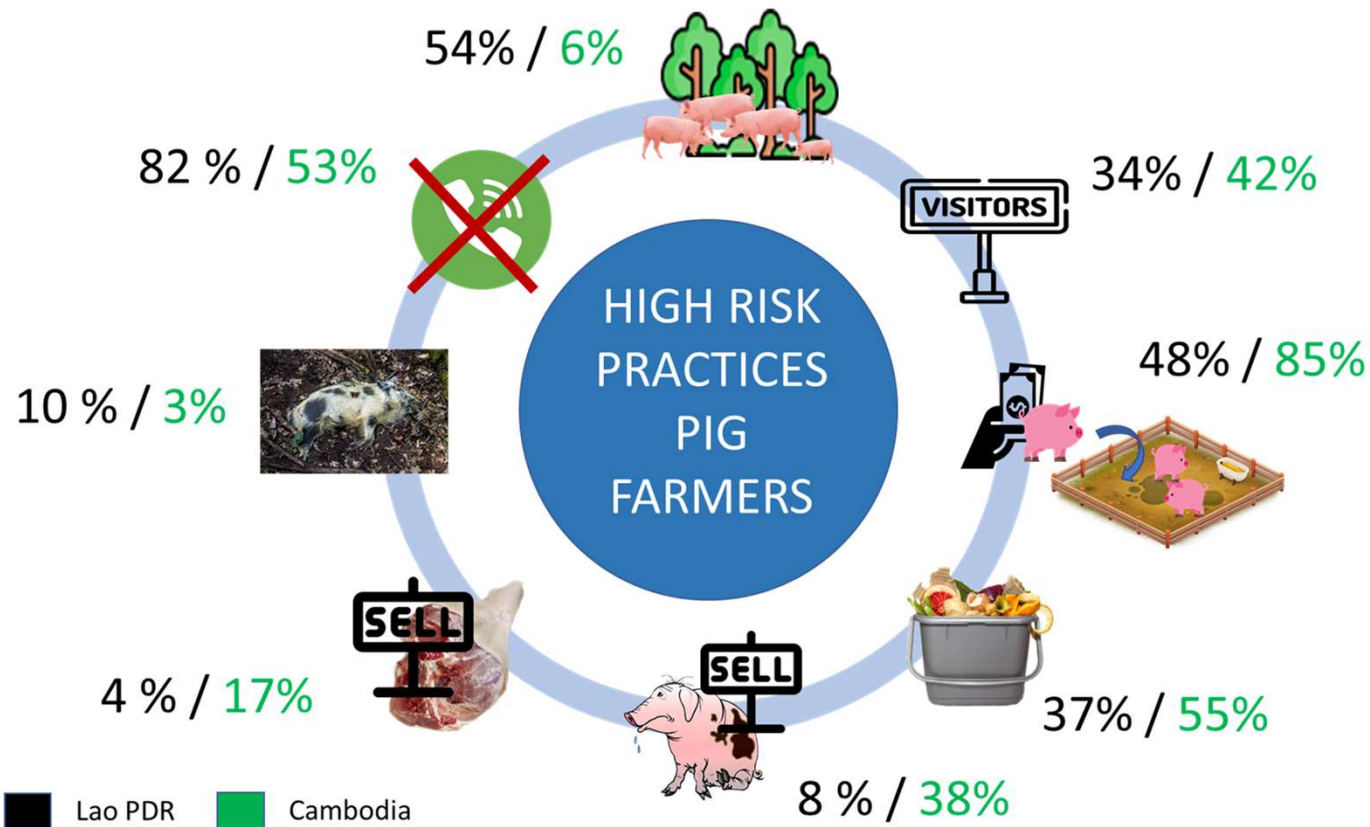 54% / 6%
82 % / 53%
34% / 42%
VISITORS
48% / 85%
HIGH RISK
PRACTICES
PIG
FARMERS
10 % / 3%
SELL
SELL
4 % / 17%
37% / 55%
8 % / 38%
Lao PDR
Cambodia